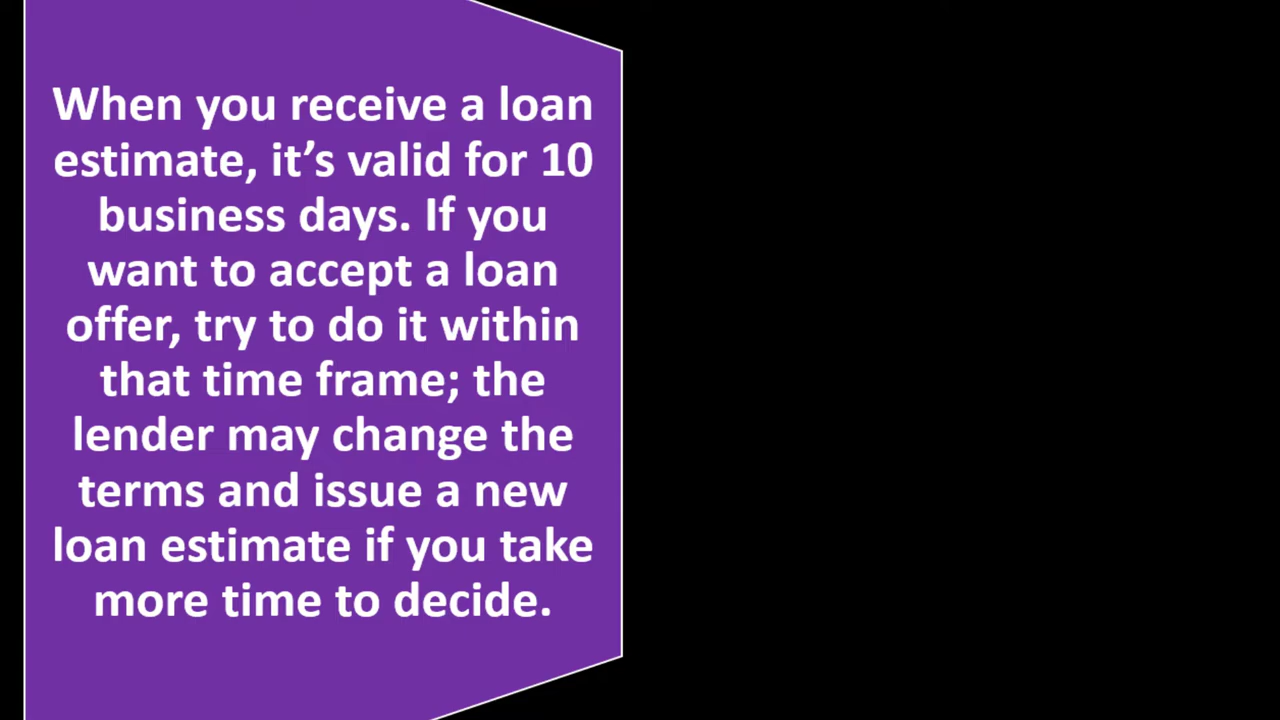 When you receive a loan
estimate, it’s valid for 10
business days. If you
want to accept a loan
offer, try to do it within
that time frame; the
lender may change the
terms and issue a new
loan estimate if you take
more time to decide.